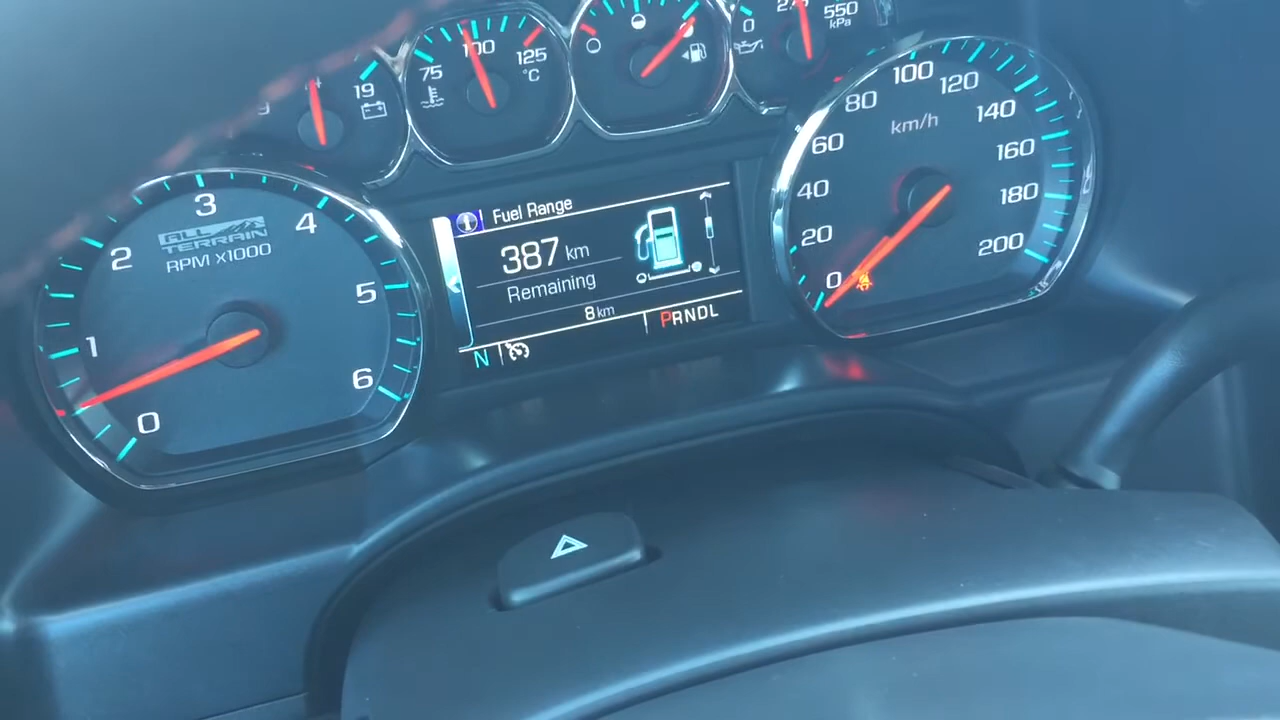 19
75 100 125
°C
0 550
kPa
0 1 2 3 4 5 6
ALL
TERRAIN
RPM x1000
Fuel Range
387 km
Remaining
8 km
N
PRNDL
0 20 40 60 80 100 120 140 160 180 200
km/h